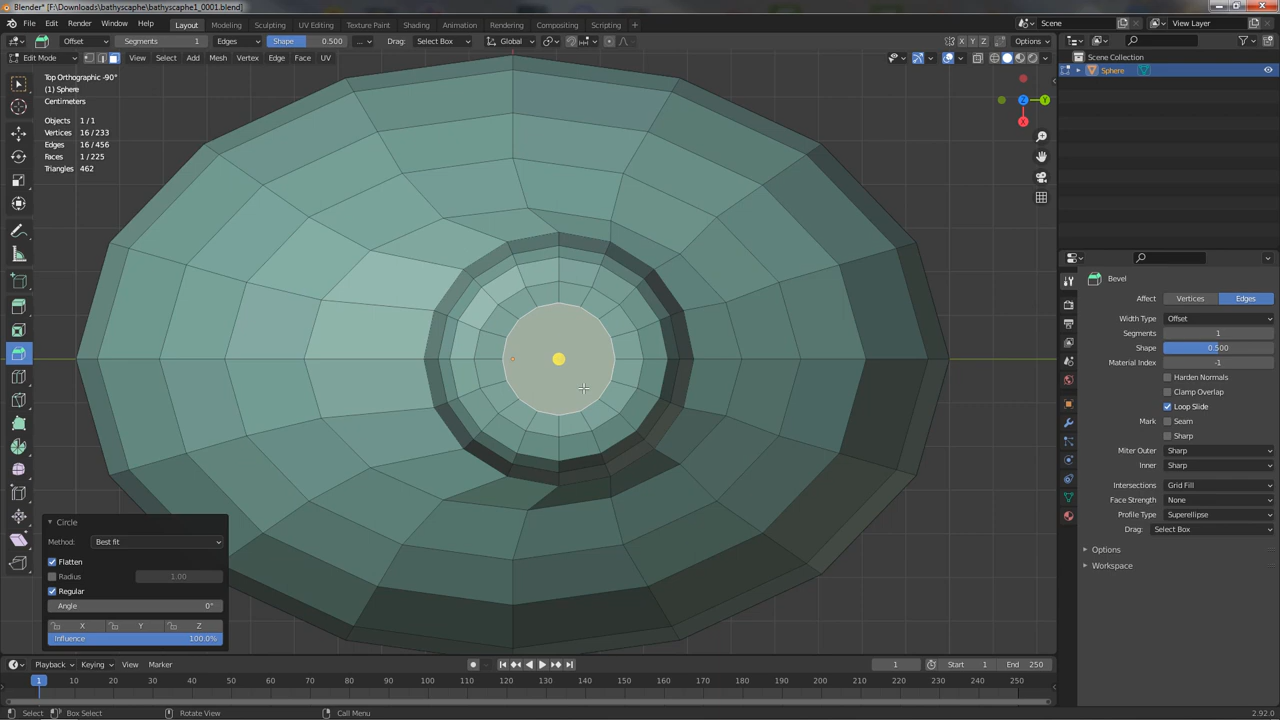 Blender* [F:\Downloads\bathyscaphe\bathyscaphe1_0001.blend]
File Edit Render Window Help Layout Modeling Sculpting UV Editing Texture Paint Shading Animation Rendering Compositing Scripting Scene View Layer
Offset Segments 1 Edges Shape 0.500 ... Drag: Select Box Global X Y Z Options
Edit Mode View Select Add Mesh Vertex Edge Face UV
Scene Collection
Sphere
Top Orthographic -90°
(1) Sphere
Centimeters
Objects 1 / 1
Vertices 16 / 233
Edges 16 / 456
Faces 1 / 225
Triangles 462
Z
Y
X
Bevel
Affect Vertices Edges
Width Type Offset
Segments 1
Shape 0.500
Material Index -1
Harden Normals
Clamp Overlap
Loop Slide
Mark Seam
Sharp
Miter Outer Sharp
Inner Sharp
Intersections Grid Fill
Face Strength None
Profile Type Superellipse
Drag: Select Box
Options
Workspace
Circle
Method: Best fit
Flatten
Radius 1.00
Regular
Angle 0°
X Y Z
Influence 100.0%
Playback Keying View Marker 1 Start 1 End 250
1 10 20 30 40 50 60 70 80 90 100 110 120 130 140 150 160 170 180 190 200 210 220 230 240 250
Select Box Select Rotate View Call Menu 2.92.0